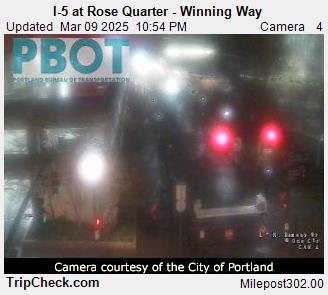 I-5 at Rose Quarter - Winning Way
Updated Mar 09 2025 10:54 PM Camera 4
PBOT
PORTLAND BUREAU OF TRANSPORTATION
Camera courtesy of the City of Portland
TripCheck.com Milepost302.00